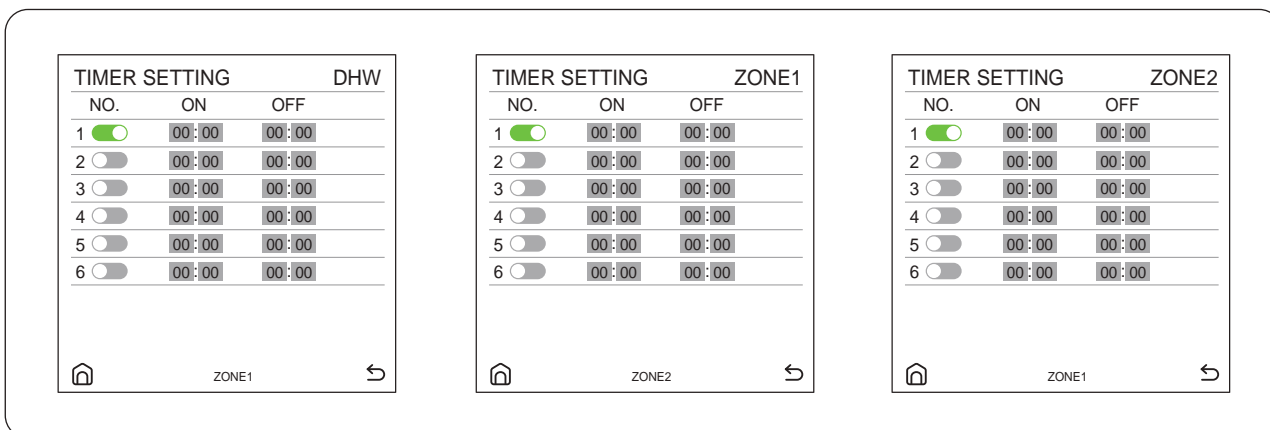 TIMER SETTING DHW
NO. ON OFF
1 00:00 00:00
2 00:00 00:00
3 00:00 00:00
4 00:00 00:00
5 00:00 00:00
6 00:00 00:00
ZONE1
TIMER SETTING ZONE1
NO. ON OFF
1 00:00 00:00
2 00:00 00:00
3 00:00 00:00
4 00:00 00:00
5 00:00 00:00
6 00:00 00:00
ZONE2
TIMER SETTING ZONE2
NO. ON OFF
1 00:00 00:00
2 00:00 00:00
3 00:00 00:00
4 00:00 00:00
5 00:00 00:00
6 00:00 00:00
ZONE1